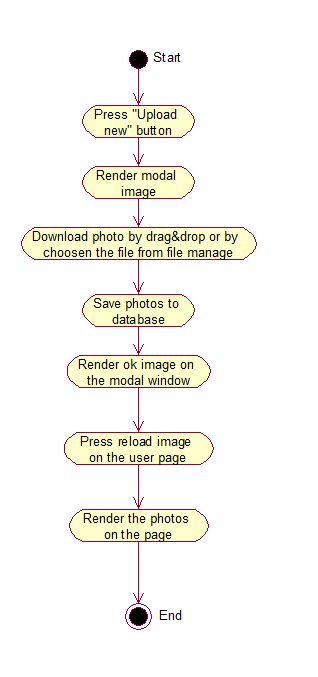 Start
Press "Upload
new" button
Render modal
image
Download photo by drag&drop or by
choosen the file from file manage
Save photos to
database
Render ok image on
the modal window
Press reload image
on the user page
Render the photos
on the page
End